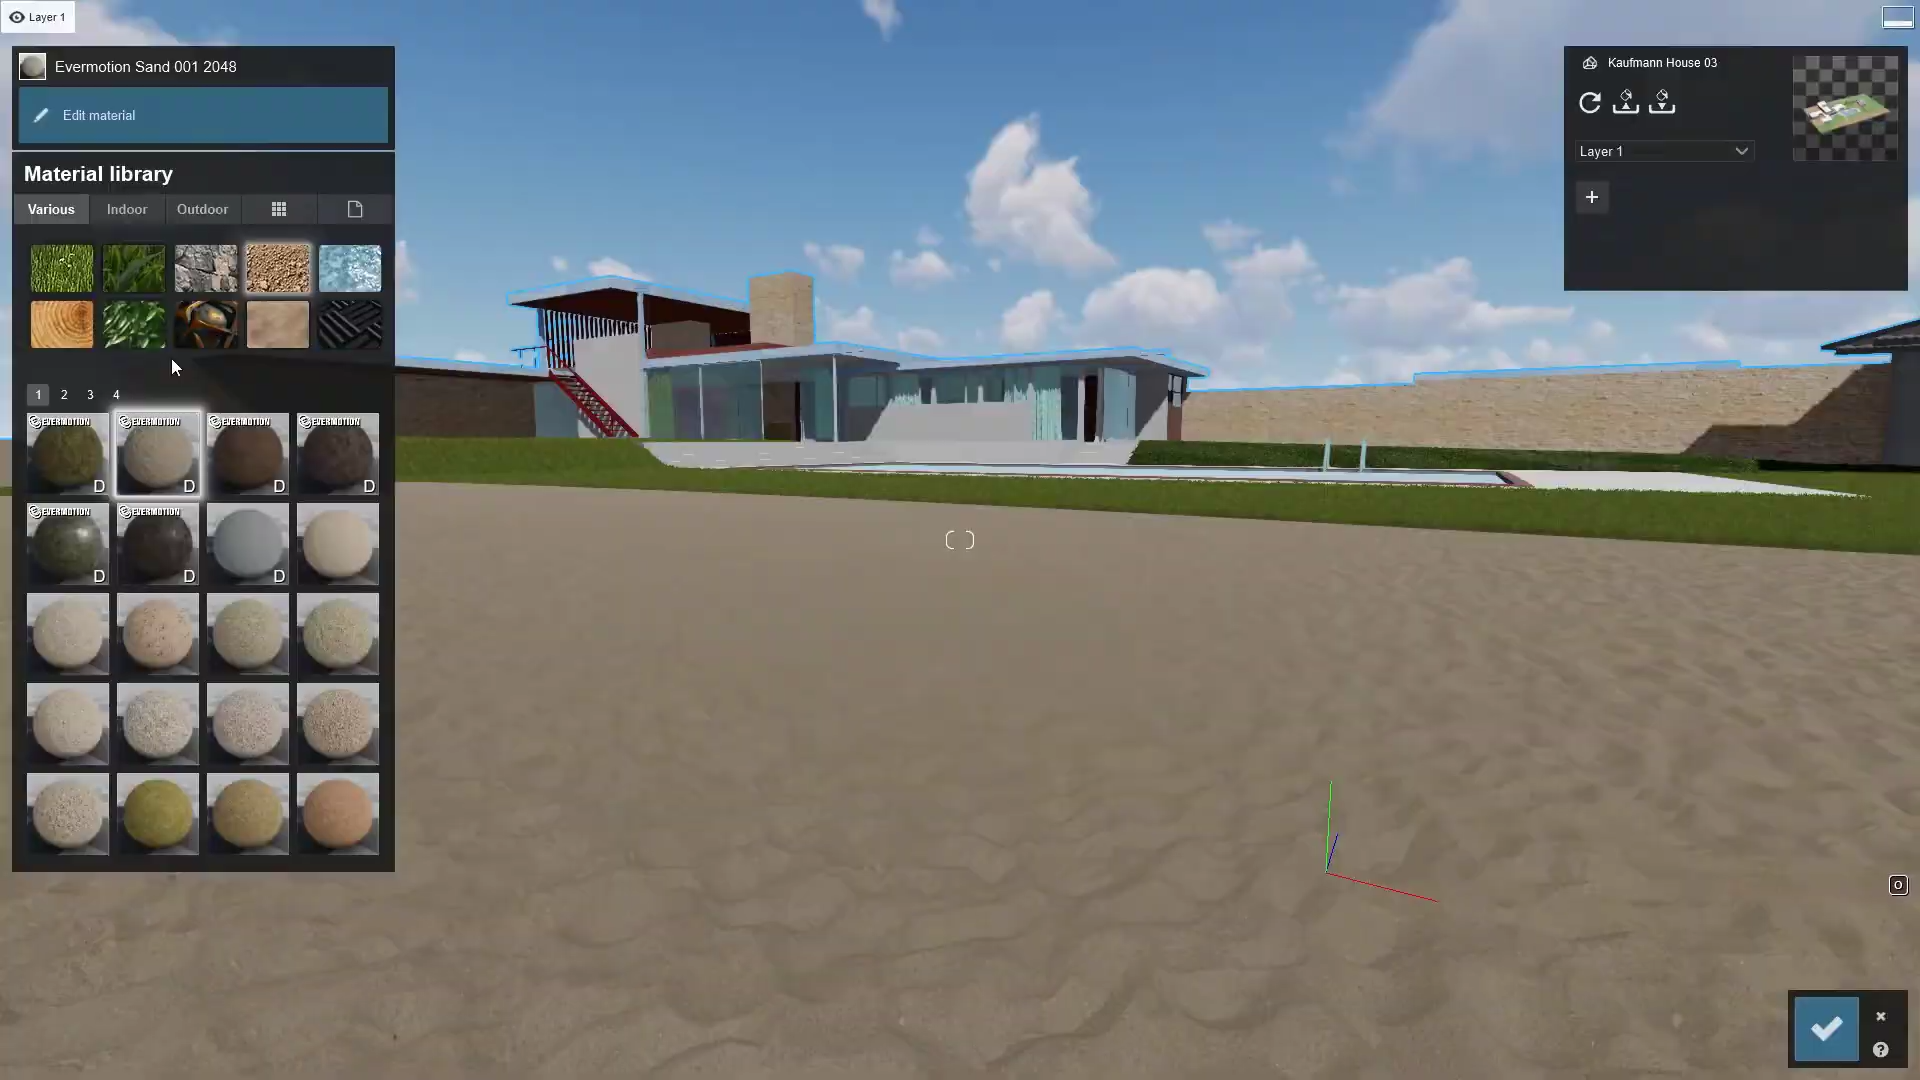 Layer 1
Evermotion Sand 001 2048
Edit material
Material library
Various
Indoor
Outdoor
1 2 3 4
EVERMOTION
D
EVERMOTION
D
EVERMOTION
D
EVERMOTION
D
EVERMOTION
D
EVERMOTION
D
D
Kaufmann House 03
Layer 1
+
O